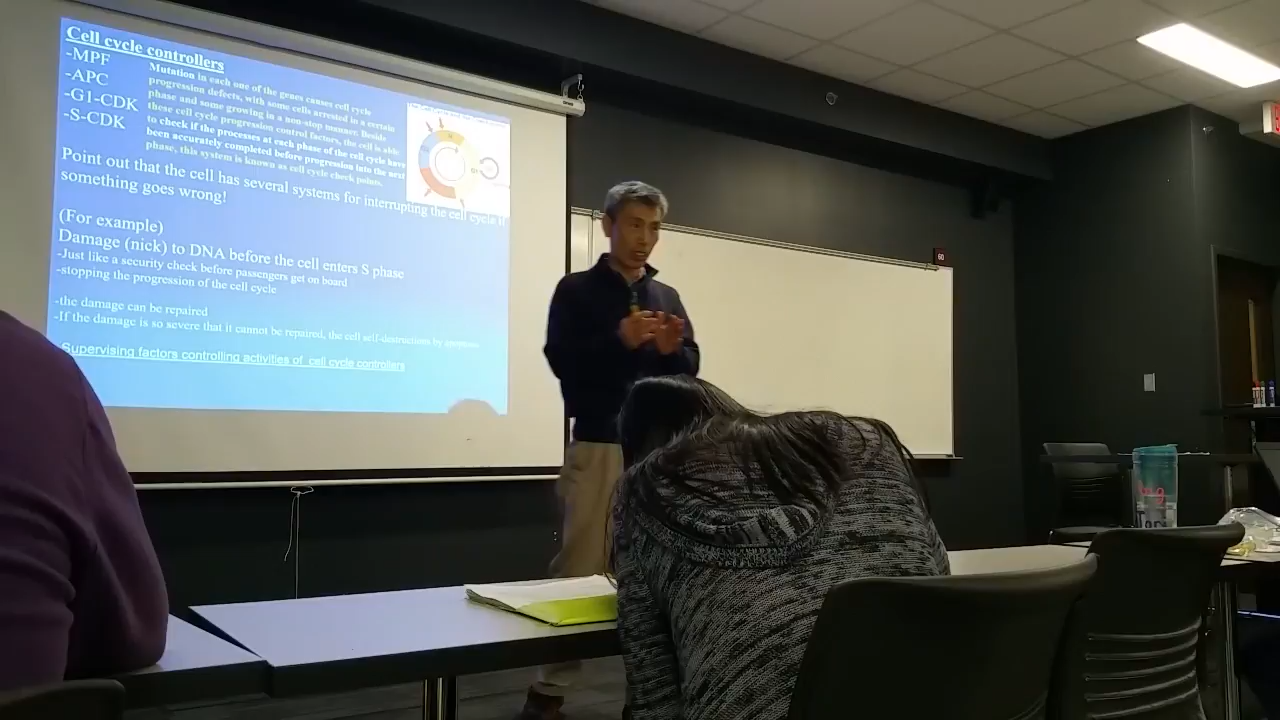 Cell cycle controllers
-MPF
-APC
-G1-CDK
-S-CDK
Mutation in each one of the genes causes cell cycle
progression defects, with some cells arrested in a certain
phase and some growing in a non-stop manner. Beside
these cell cycle progression control factors, the cell is able
to check if the processes at each phase of the cell cycle have
been accurately completed before progression into the next
phase, this system is known as cell cycle check points.
Point out that the cell has several systems for interrupting the cell cycle if
something goes wrong!
(For example)
Damage (nick) to DNA before the cell enters S phase
-Just like a security check before passengers get on board
-stopping the progression of the cell cycle
-the damage can be repaired
-If the damage is so severe that it cannot be repaired, the cell self-destructions by apoptosis
Supervising factors controlling activities of cell cycle controllers
60